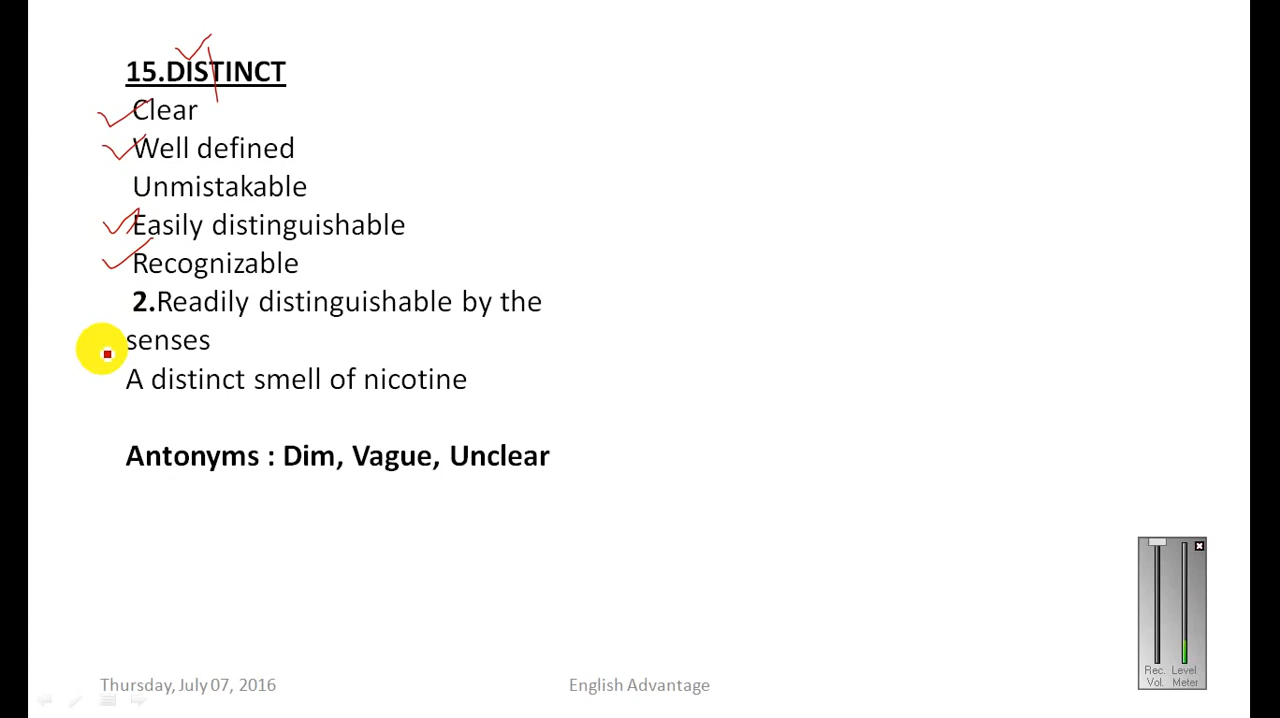 15.DISTINCT
Clear
Well defined
Unmistakable
Easily distinguishable
Recognizable
2.Readily distinguishable by the
senses
A distinct smell of nicotine
Antonyms : Dim, Vague, Unclear
Rec. Level
Vol. Meter
Thursday, July 07, 2016 English Advantage